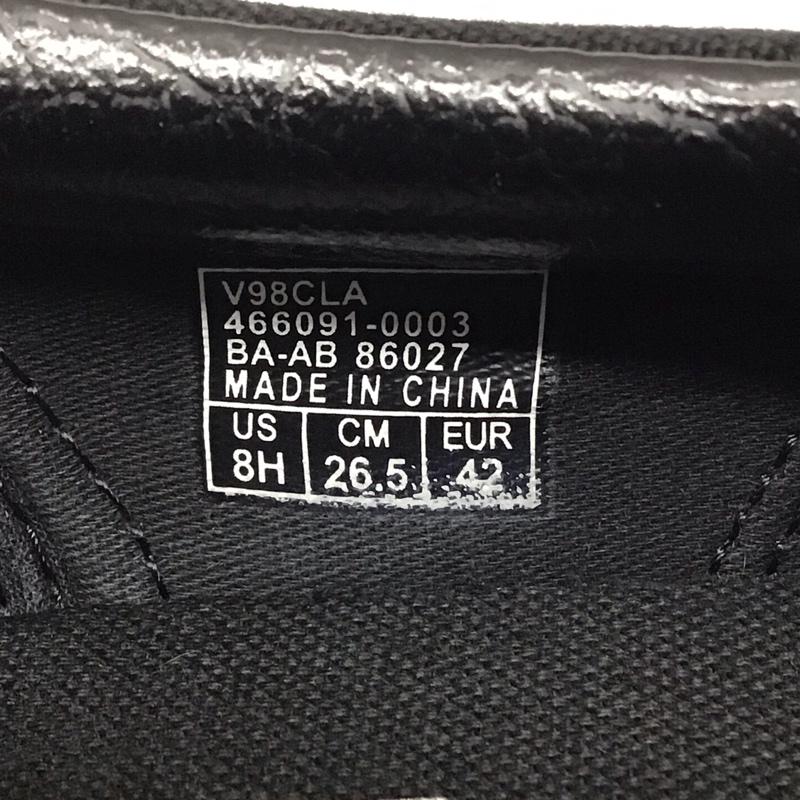 V98CLA
466091-0003
BA-AB 86027
MADE IN CHINA
US CM EUR
8H 26.5 42